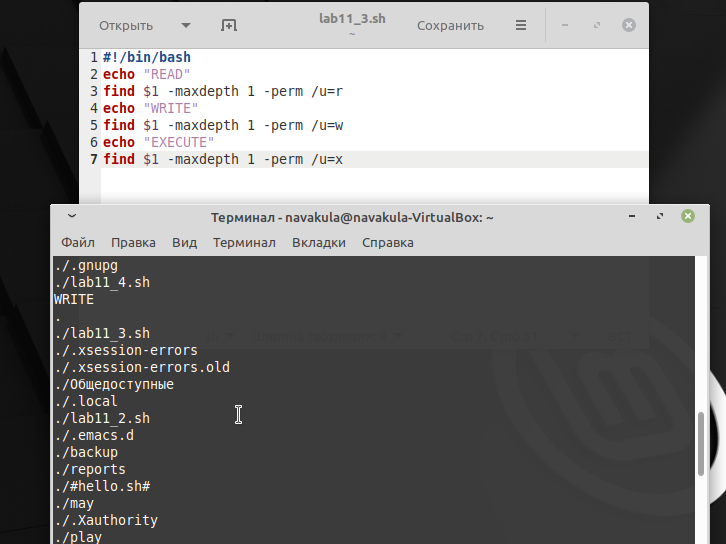 Открыть
lab11_3.sh
~
Сохранить
1 #!/bin/bash
2 echo "READ"
3 find $1 -maxdepth 1 -perm /u=r
4 echo "WRITE"
5 find $1 -maxdepth 1 -perm /u=w
6 echo "EXECUTE"
7 find $1 -maxdepth 1 -perm /u=x
Терминал - navakula@navakula-VirtualBox: ~
Файл Правка Вид Терминал Вкладки Справка
./.gnupg
./lab11_4.sh
WRITE
.
./lab11_3.sh
./.xsession-errors
./.xsession-errors.old
./Общедоступные
./.local
./lab11_2.sh
./.emacs.d
./backup
./reports
./#hello.sh#
./may
./.Xauthority
./play